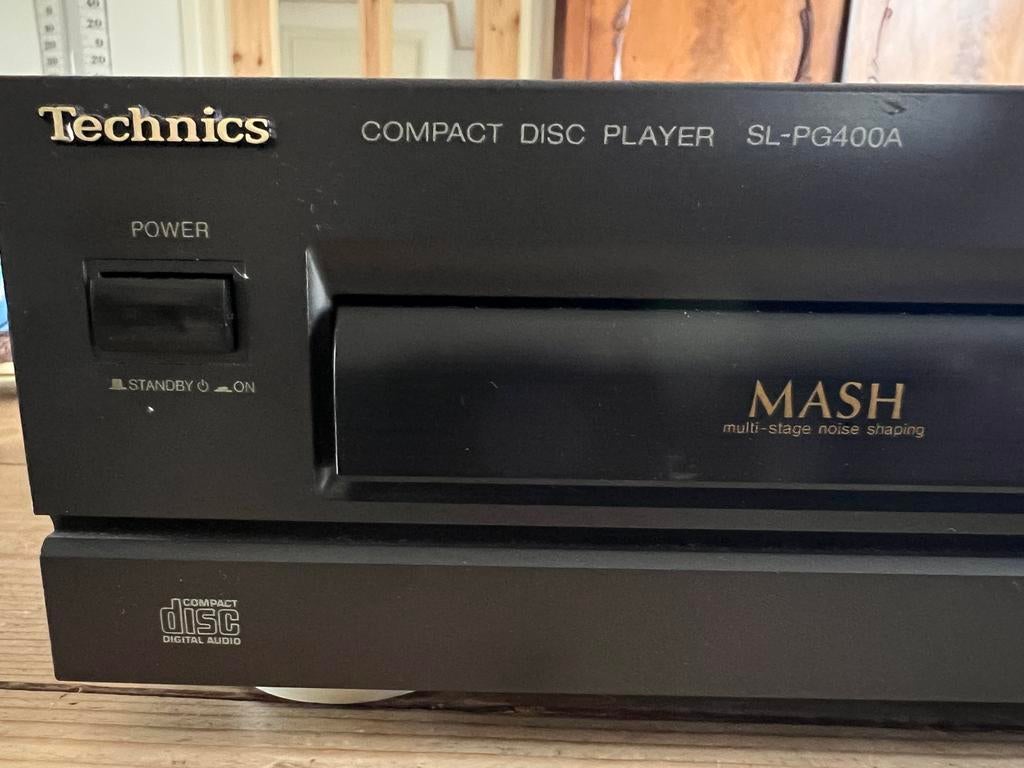 Technics
COMPACT DISC PLAYER SL-PG400A
POWER
STANDBY ON
MASH
multi-stage noise shaping
COMPACT
disc
DIGITAL AUDIO